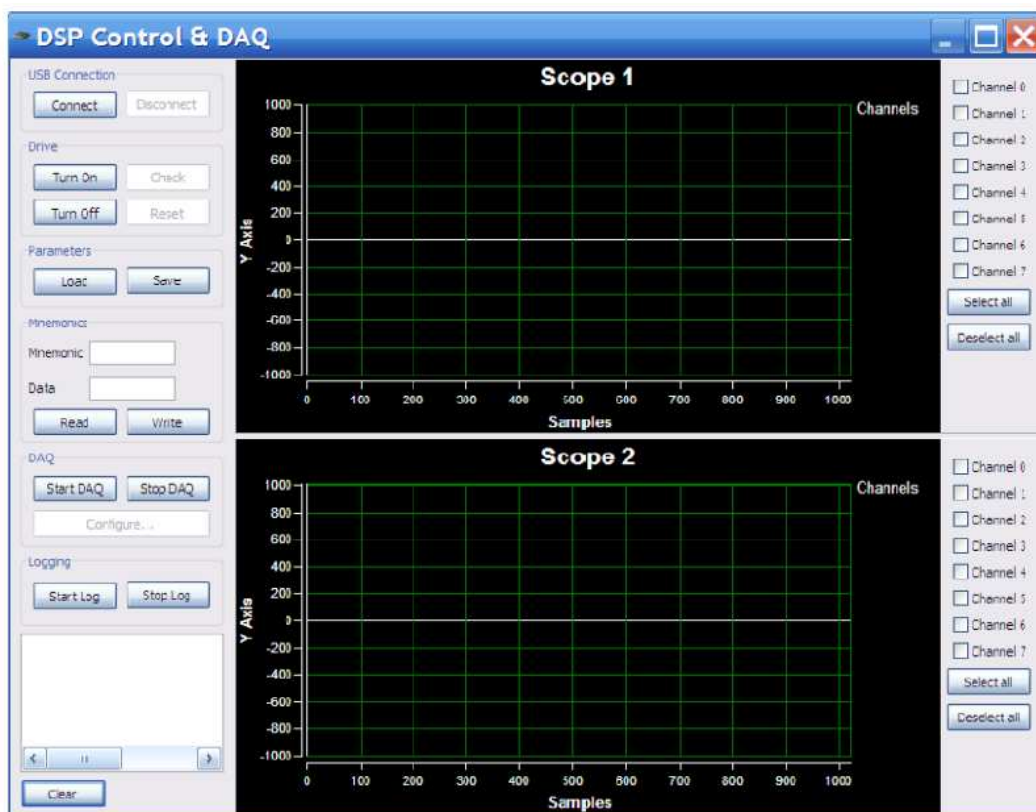 DSP Control & DAQ
USB Connection
Connect Disconnect
Drive
Turn On Check
Turn Off Reset
Parameters
Load Save
Mnemonics
Mnemonic
Data
Read Write
DAQ
Start DAQ Stop DAQ
Configure...
Logging
Start Log Stop Log
Clear
Scope 1
Channels
Y Axis
1000
800
600
400
200
0
-200
-400
-600
-800
-1000
0 100 200 300 400 500 600 700 800 900 1000
Samples
Channel 0
Channel 1
Channel 2
Channel 3
Channel 4
Channel 5
Channel 6
Channel 7
Select all
Deselect all
Scope 2
Channels
Y Axis
1000
800
600
400
200
0
-200
-400
-600
-800
-1000
0 100 200 300 400 500 600 700 800 900 1000
Samples
Channel 0
Channel 1
Channel 2
Channel 3
Channel 4
Channel 5
Channel 6
Channel 7
Select all
Deselect all